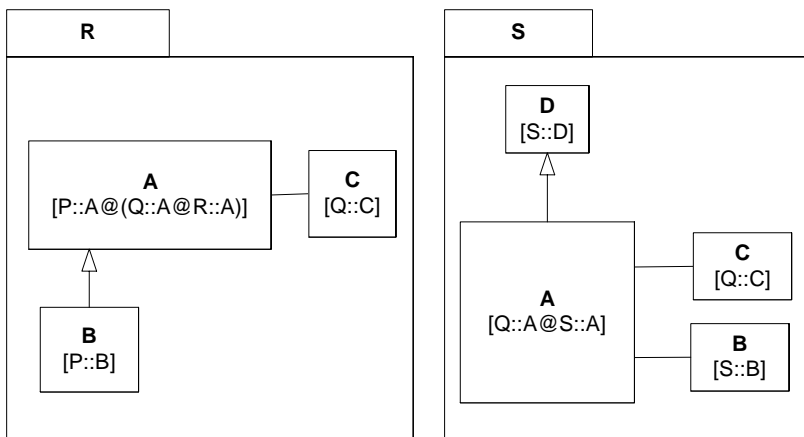 R
A
[P::A@(Q::A@R::A)]
C
[Q::C]
B
[P::B]
S
D
[S::D]
A
[Q::A@S::A]
C
[Q::C]
B
[S::B]